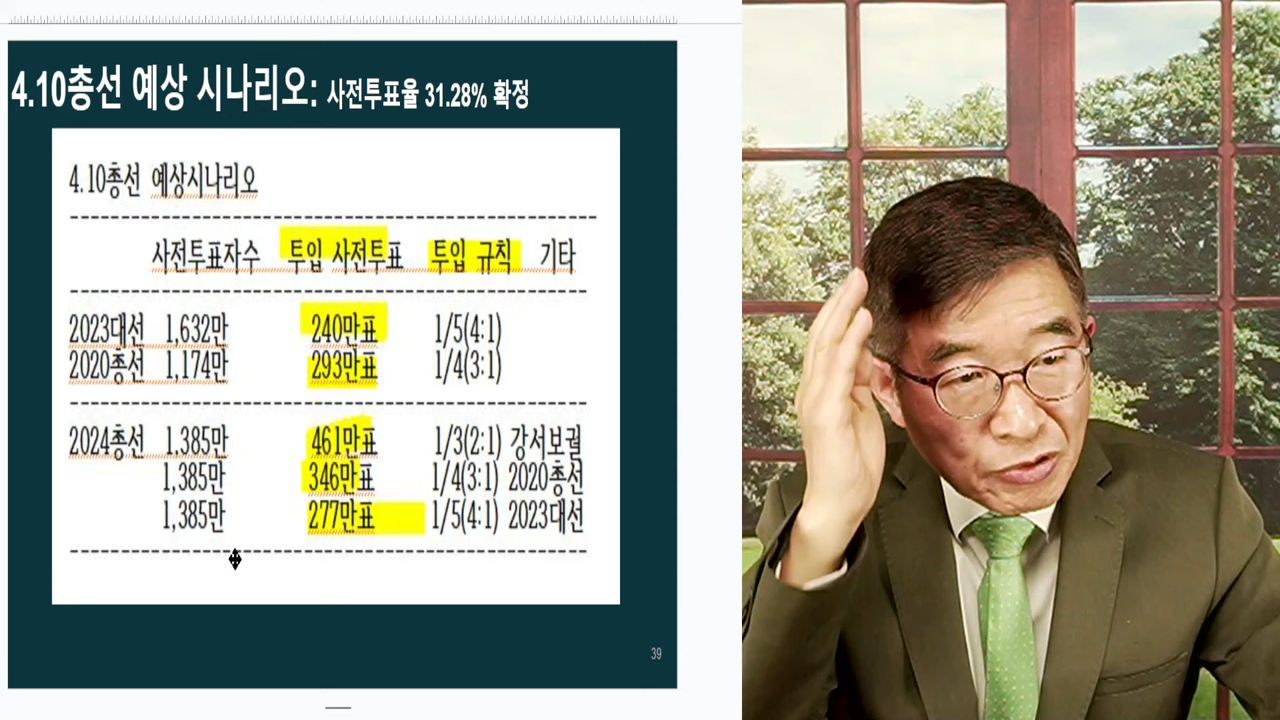 4.10총선 예상 시나리오: 사전투표율 31.28% 확정
4.10총선 예상시나리오
사전투표자수 투입 사전투표 투입 규칙 기타
2023대선 1,632만 240만표 1/5(4:1)
2020총선 1,174만 293만표 1/4(3:1)
2024총선 1.385만 461만표 1/3(2:1) 강서보궐
1,385만 346만표 1/4(3:1) 2020총선
1,385만 277만표 1/5(4:1) 2023대선
39